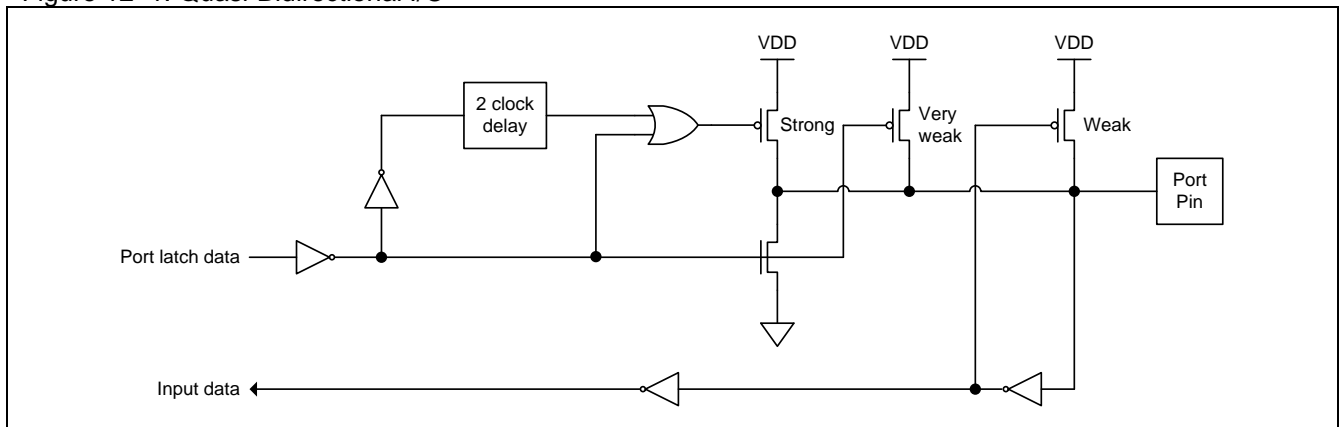 VDD
VDD
VDD
2 clock
delay
Strong
Very
weak
Weak
Port
Pin
Port latch data
Input data